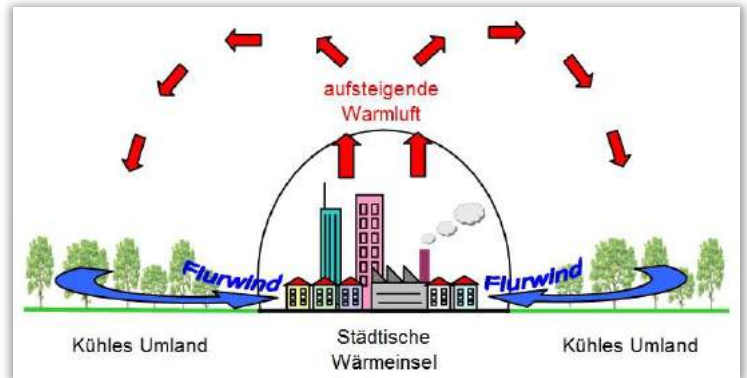 aufsteigende
Warmluft
Flurwind
Flurwind
Kühles Umland
Städtische
Wärmeinsel
Kühles Umland